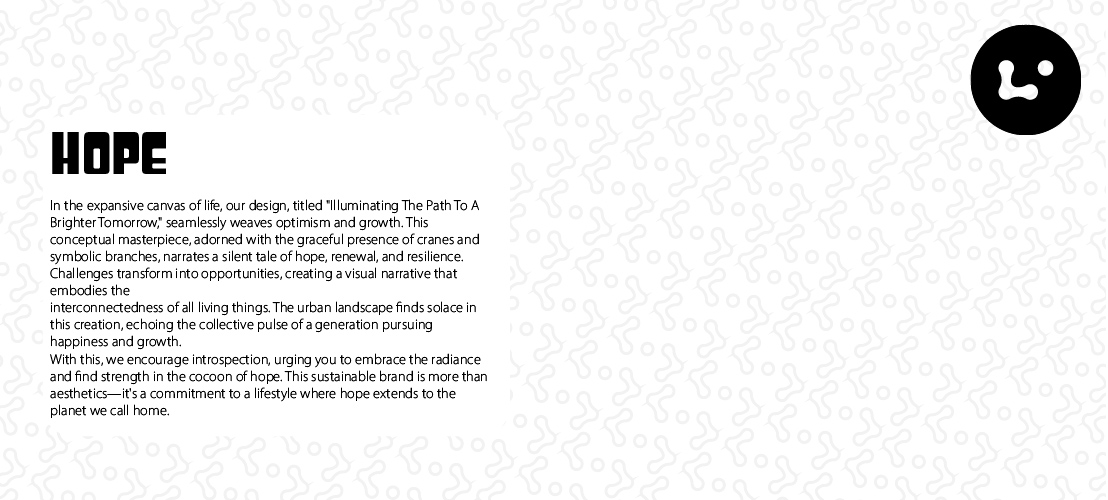 HOPE
In the expansive canvas of life, our design, titled "Illuminating The Path To A
Brighter Tomorrow," seamlessly weaves optimism and growth. This
conceptual masterpiece, adorned with the graceful presence of cranes and
symbolic branches, narrates a silent tale of hope, renewal, and resilience.
Challenges transform into opportunities, creating a visual narrative that
embodies the
interconnectedness of all living things. The urban landscape finds solace in
this creation, echoing the collective pulse of a generation pursuing
happiness and growth.
With this, we encourage introspection, urging you to embrace the radiance
and find strength in the cocoon of hope. This sustainable brand is more than
aesthetics—it's a commitment to a lifestyle where hope extends to the
planet we call home.